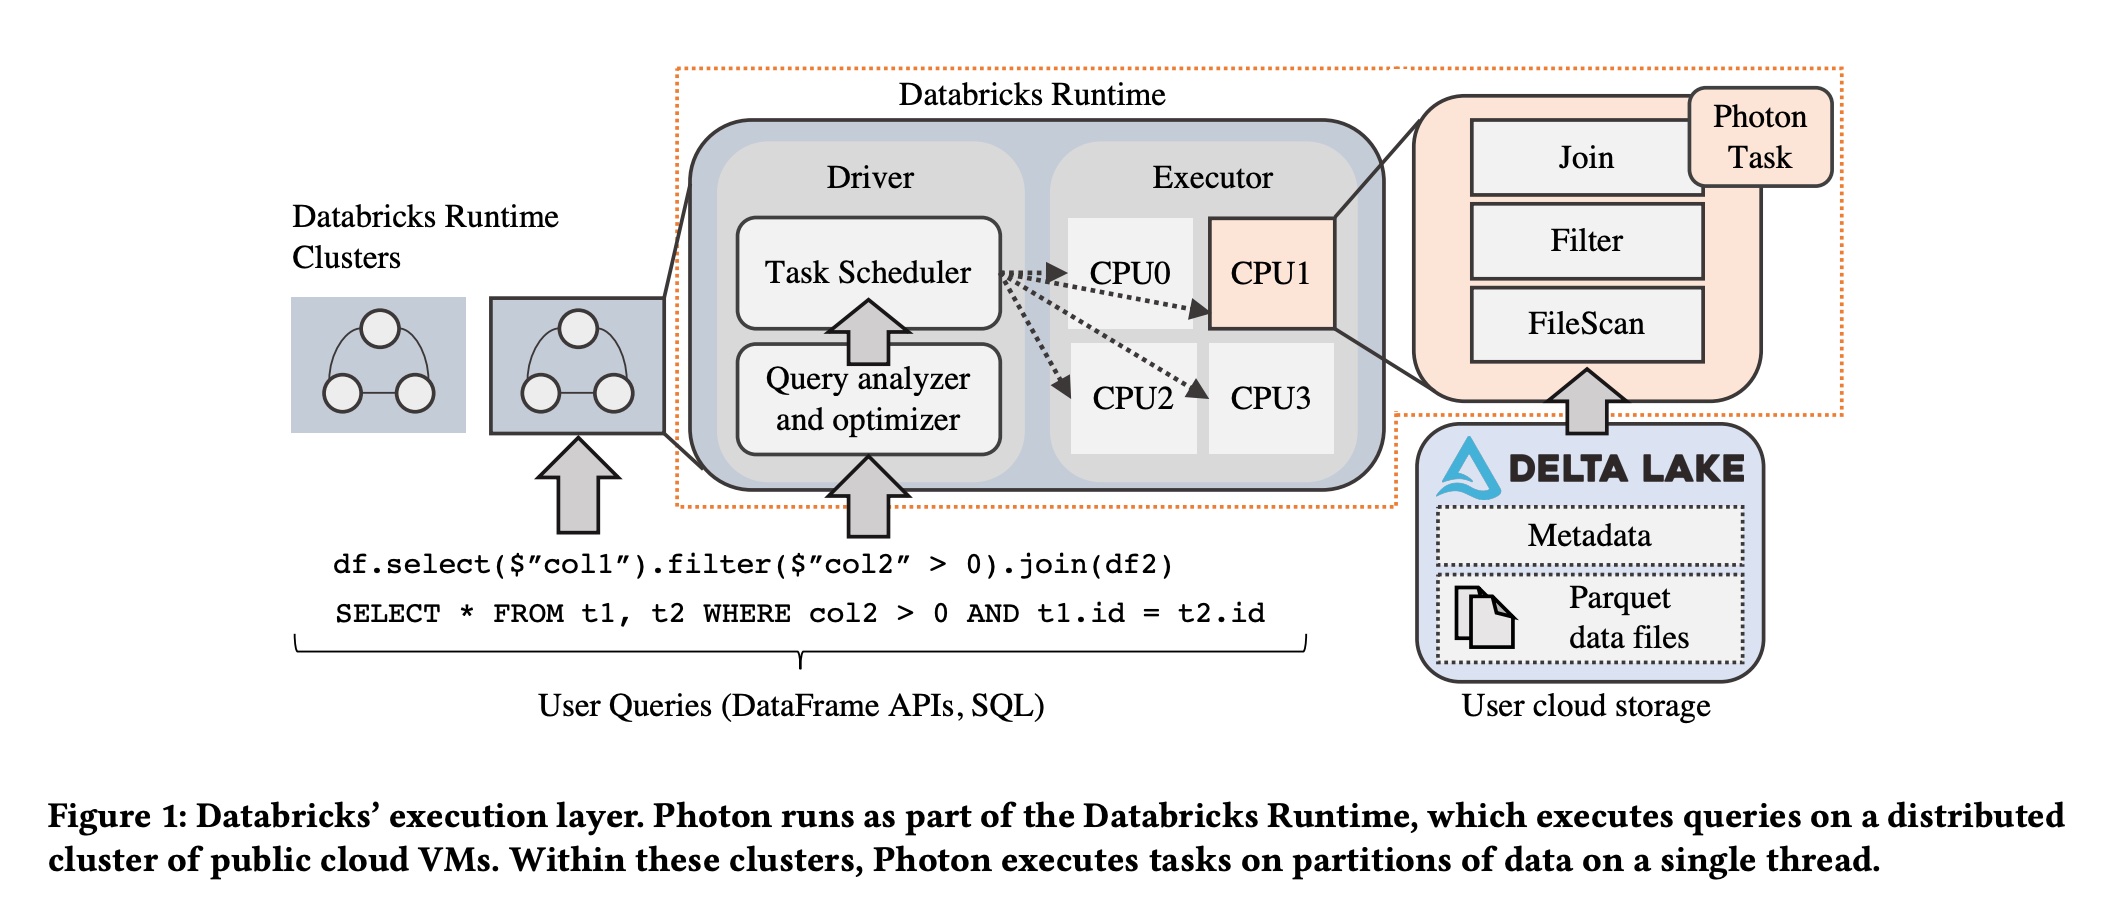 Databricks Runtime
Clusters
Databricks Runtime
Driver
Task Scheduler
Query analyzer
and optimizer
Executor
CPU0
CPU1
CPU2
CPU3
Photon
Task
Join
Filter
FileScan
DELTA LAKE
Metadata
Parquet
data files
User cloud storage
df.select($”col1”).filter($”col2” > 0).join(df2)
SELECT * FROM t1, t2 WHERE col2 > 0 AND t1.id = t2.id
User Queries (DataFrame APIs, SQL)
Figure 1: Databricks’ execution layer. Photon runs as part of the Databricks Runtime, which executes queries on a distributed
cluster of public cloud VMs. Within these clusters, Photon executes tasks on partitions of data on a single thread.